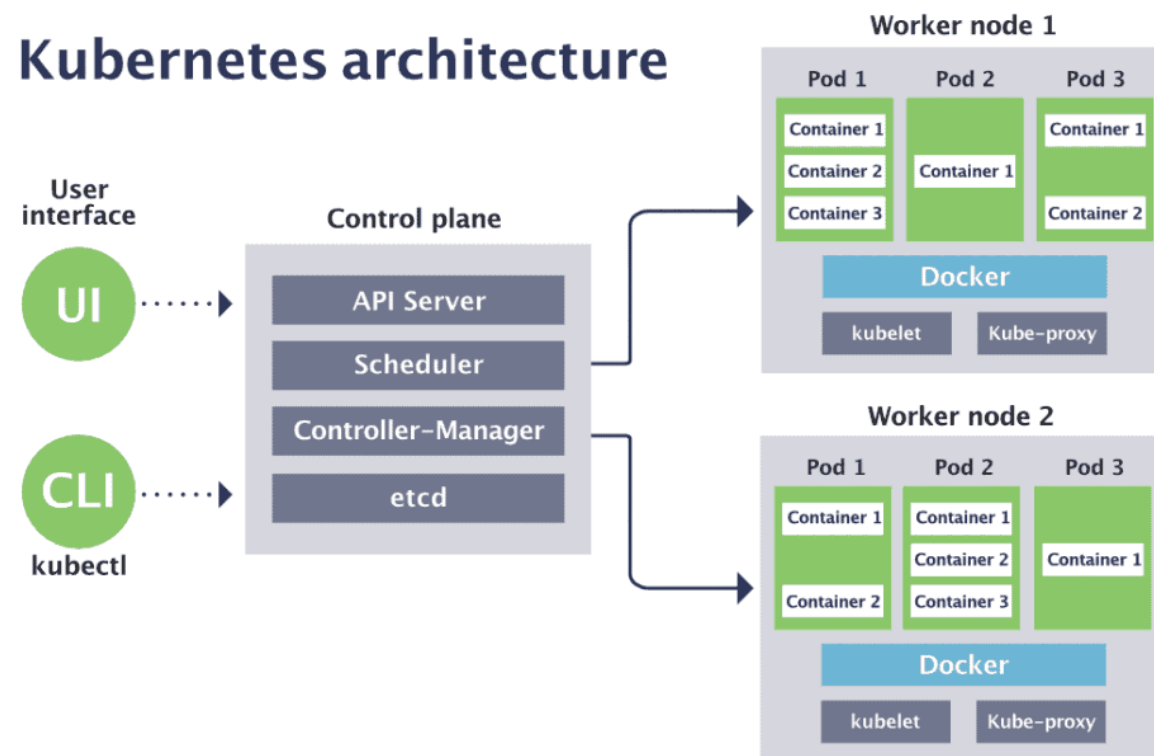 Kubernetes architecture
User
interface
UI
CLI
kubectl
Control plane
API Server
Scheduler
Controller-Manager
etcd
Worker node 1
Pod 1
Container 1
Container 2
Container 3
Pod 2
Container 1
Pod 3
Container 1
Container 2
Docker
kubelet
Kube-proxy
Worker node 2
Pod 1
Container 1
Container 2
Pod 2
Container 1
Container 2
Container 3
Pod 3
Container 1
Docker
kubelet
Kube-proxy